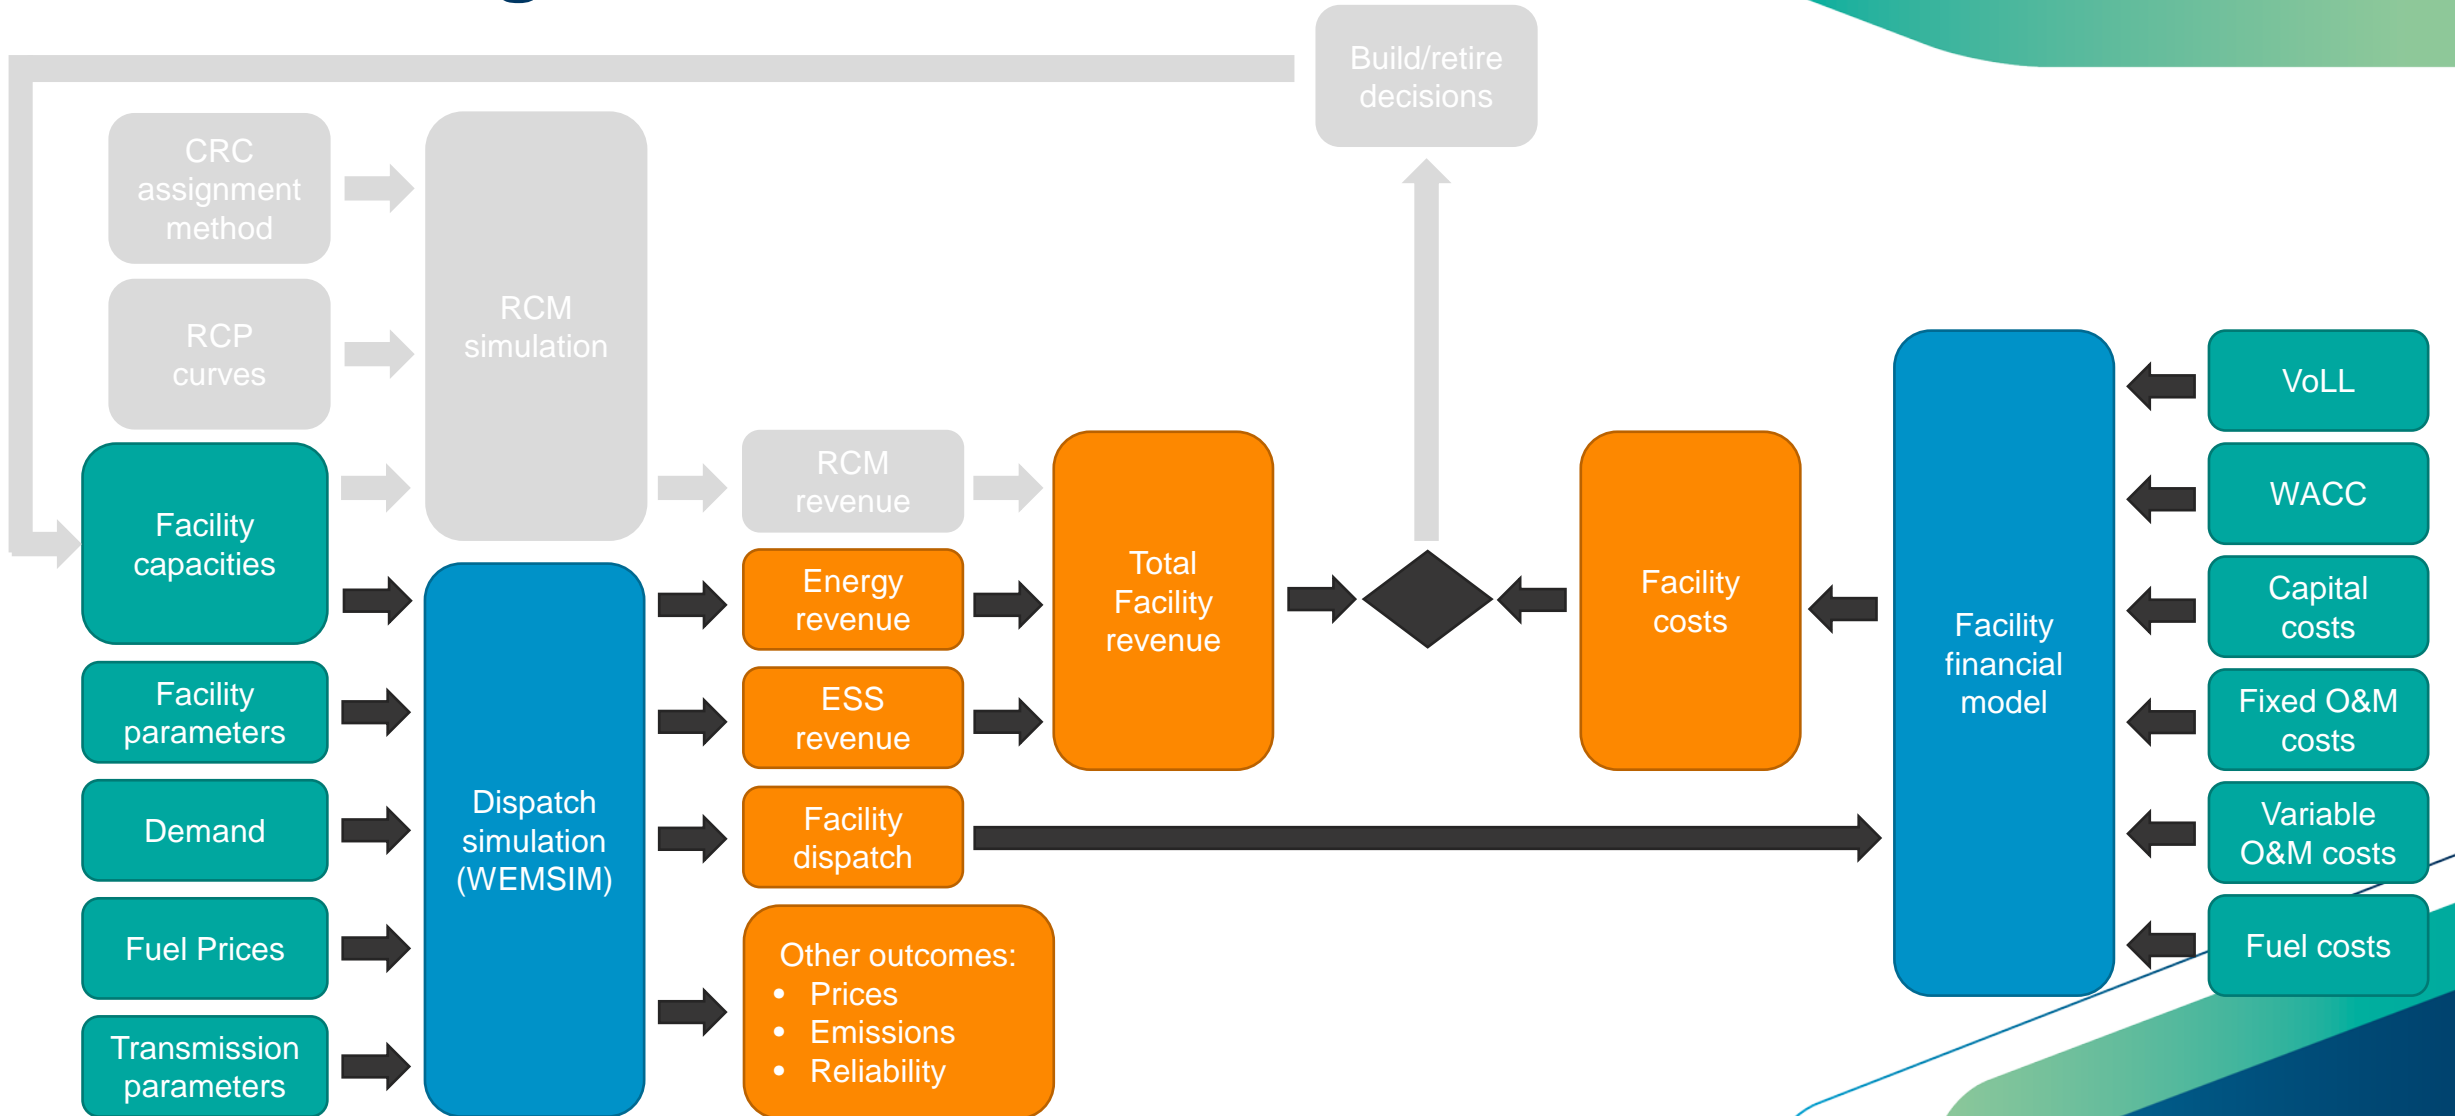 Build/retire
decisions
CRC
assignment
method
RCM
simulation
RCP
curves
Facility
capacities
RCM
revenue
Energy
revenue
Total
Facility
revenue
Facility
costs
Facility
financial
model
VoLL
WACC
Capital
costs
Fixed O&M
costs
Variable
O&M costs
Fuel costs
Facility
parameters
Demand
Fuel Prices
Transmission
parameters
Dispatch
simulation
(WEMSIM)
ESS
revenue
Facility
dispatch
Other outcomes:
• Prices
• Emissions
• Reliability